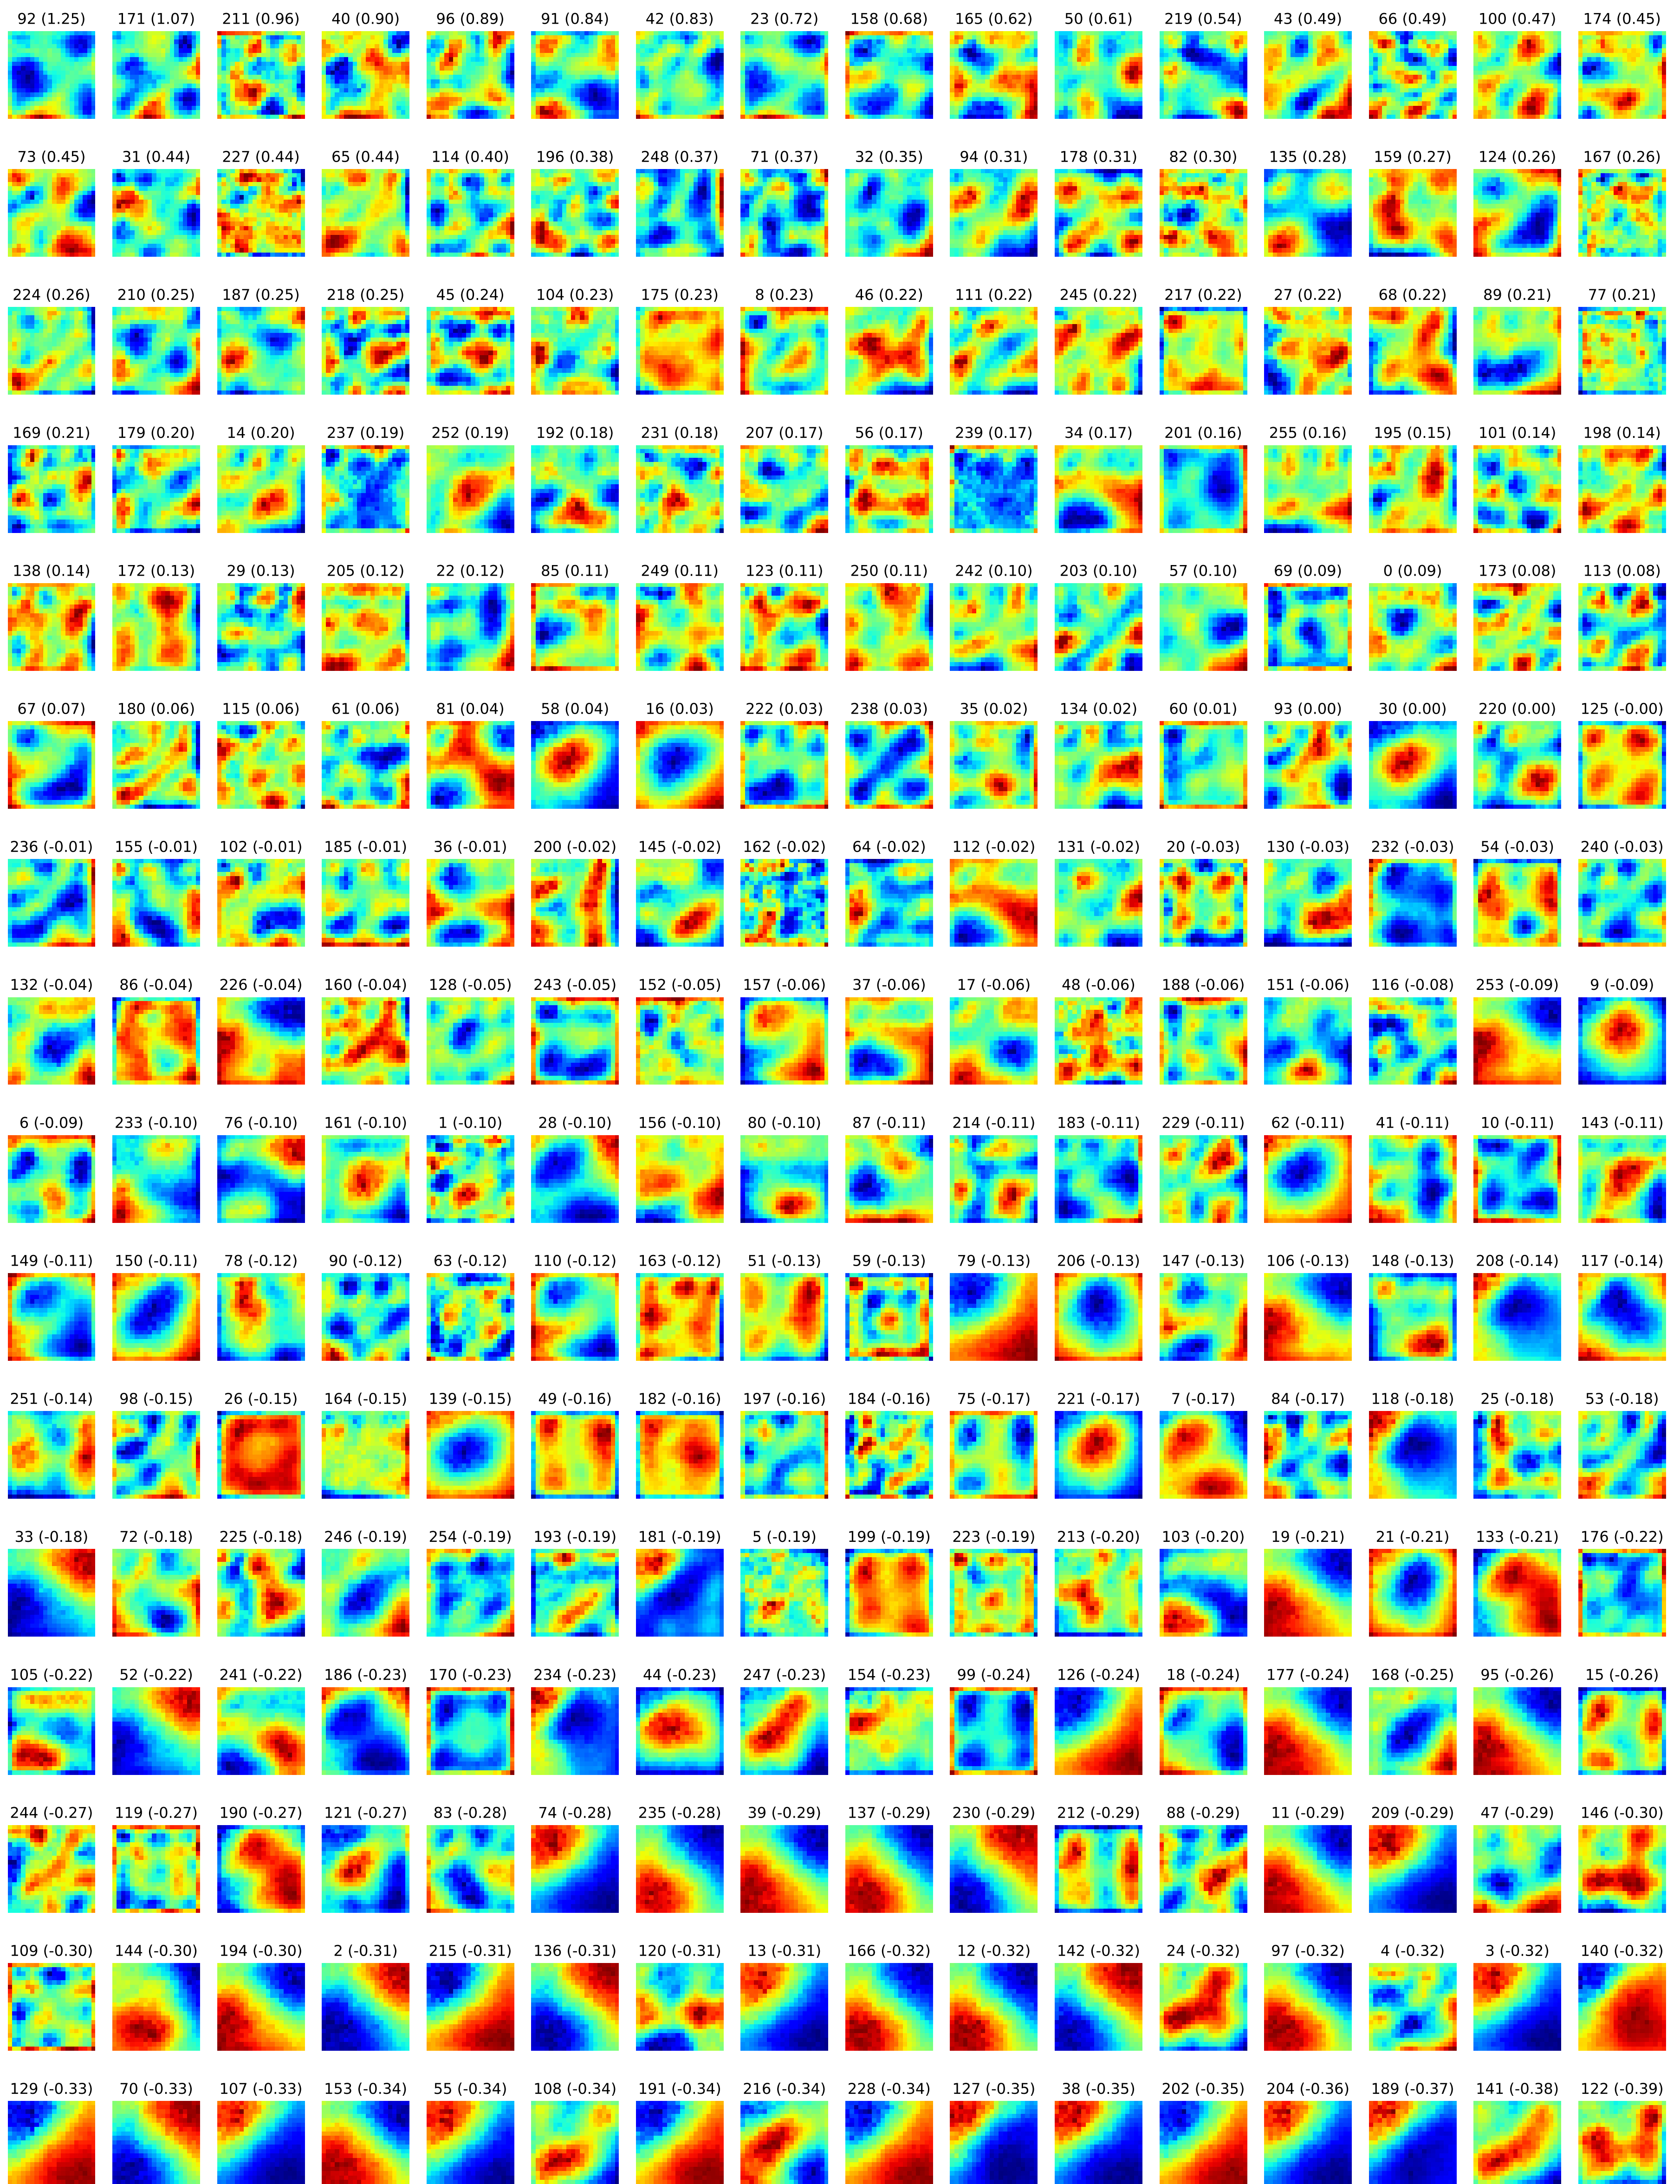 92 (1.25) 171 (1.07) 211 (0.96) 40 (0.90) 96 (0.89) 91 (0.84) 42 (0.83) 23 (0.72) 158 (0.68) 165 (0.62) 50 (0.61) 219 (0.54) 43 (0.49) 66 (0.49) 100 (0.47) 174 (0.45)
73 (0.45) 31 (0.44) 227 (0.44) 65 (0.44) 114 (0.40) 196 (0.38) 248 (0.37) 71 (0.37) 32 (0.35) 94 (0.31) 178 (0.31) 82 (0.30) 135 (0.28) 159 (0.27) 124 (0.26) 167 (0.26)
224 (0.26) 210 (0.25) 187 (0.25) 218 (0.25) 45 (0.24) 104 (0.23) 175 (0.23) 8 (0.23) 46 (0.22) 111 (0.22) 245 (0.22) 217 (0.22) 27 (0.22) 68 (0.22) 89 (0.21) 77 (0.21)
169 (0.21) 179 (0.20) 14 (0.20) 237 (0.19) 252 (0.19) 192 (0.18) 231 (0.18) 207 (0.17) 56 (0.17) 239 (0.17) 34 (0.17) 201 (0.16) 255 (0.16) 195 (0.15) 101 (0.14) 198 (0.14)
138 (0.14) 172 (0.13) 29 (0.13) 205 (0.12) 22 (0.12) 85 (0.11) 249 (0.11) 123 (0.11) 250 (0.11) 242 (0.10) 203 (0.10) 57 (0.10) 69 (0.09) 0 (0.09) 173 (0.08) 113 (0.08)
67 (0.07) 180 (0.06) 115 (0.06) 61 (0.06) 81 (0.04) 58 (0.04) 16 (0.03) 222 (0.03) 238 (0.03) 35 (0.02) 134 (0.02) 60 (0.01) 93 (0.00) 30 (0.00) 220 (0.00) 125 (-0.00)
236 (-0.01) 155 (-0.01) 102 (-0.01) 185 (-0.01) 36 (-0.01) 200 (-0.02) 145 (-0.02) 162 (-0.02) 64 (-0.02) 112 (-0.02) 131 (-0.02) 20 (-0.03) 130 (-0.03) 232 (-0.03) 54 (-0.03) 240 (-0.03)
132 (-0.04) 86 (-0.04) 226 (-0.04) 160 (-0.04) 128 (-0.05) 243 (-0.05) 152 (-0.05) 157 (-0.06) 37 (-0.06) 17 (-0.06) 48 (-0.06) 188 (-0.06) 151 (-0.06) 116 (-0.08) 253 (-0.09) 9 (-0.09)
6 (-0.09) 233 (-0.10) 76 (-0.10) 161 (-0.10) 1 (-0.10) 28 (-0.10) 156 (-0.10) 80 (-0.10) 87 (-0.11) 214 (-0.11) 183 (-0.11) 229 (-0.11) 62 (-0.11) 41 (-0.11) 10 (-0.11) 143 (-0.11)
149 (-0.11) 150 (-0.11) 78 (-0.12) 90 (-0.12) 63 (-0.12) 110 (-0.12) 163 (-0.12) 51 (-0.13) 59 (-0.13) 79 (-0.13) 206 (-0.13) 147 (-0.13) 106 (-0.13) 148 (-0.13) 208 (-0.14) 117 (-0.14)
251 (-0.14) 98 (-0.15) 26 (-0.15) 164 (-0.15) 139 (-0.15) 49 (-0.16) 182 (-0.16) 197 (-0.16) 184 (-0.16) 75 (-0.17) 221 (-0.17) 7 (-0.17) 84 (-0.17) 118 (-0.18) 25 (-0.18) 53 (-0.18)
33 (-0.18) 72 (-0.18) 225 (-0.18) 246 (-0.19) 254 (-0.19) 193 (-0.19) 181 (-0.19) 5 (-0.19) 199 (-0.19) 223 (-0.19) 213 (-0.20) 103 (-0.20) 19 (-0.21) 21 (-0.21) 133 (-0.21) 176 (-0.22)
105 (-0.22) 52 (-0.22) 241 (-0.22) 186 (-0.23) 170 (-0.23) 234 (-0.23) 44 (-0.23) 247 (-0.23) 154 (-0.23) 99 (-0.24) 126 (-0.24) 18 (-0.24) 177 (-0.24) 168 (-0.25) 95 (-0.26) 15 (-0.26)
244 (-0.27) 119 (-0.27) 190 (-0.27) 121 (-0.27) 83 (-0.28) 74 (-0.28) 235 (-0.28) 39 (-0.29) 137 (-0.29) 230 (-0.29) 212 (-0.29) 88 (-0.29) 11 (-0.29) 209 (-0.29) 47 (-0.29) 146 (-0.30)
109 (-0.30) 144 (-0.30) 194 (-0.30) 2 (-0.31) 215 (-0.31) 136 (-0.31) 120 (-0.31) 13 (-0.31) 166 (-0.32) 12 (-0.32) 142 (-0.32) 24 (-0.32) 97 (-0.32) 4 (-0.32) 3 (-0.32) 140 (-0.32)
129 (-0.33) 70 (-0.33) 107 (-0.33) 153 (-0.34) 55 (-0.34) 108 (-0.34) 191 (-0.34) 216 (-0.34) 228 (-0.34) 127 (-0.35) 38 (-0.35) 202 (-0.35) 204 (-0.36) 189 (-0.37) 141 (-0.38) 122 (-0.39)